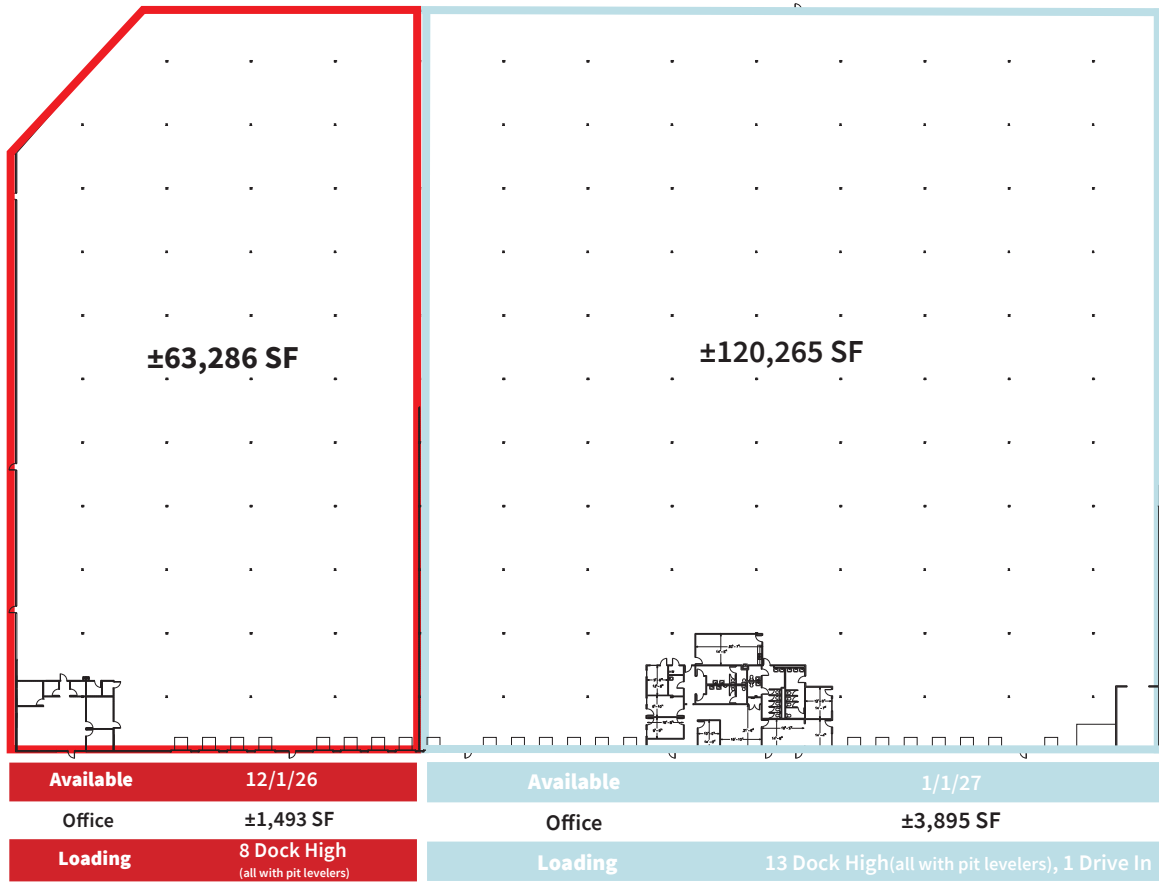 ±63,286 SF
±120,265 SF
Available 12/1/26
Office ±1,493 SF
Loading 8 Dock High
(all with pit levelers)
Available 1/1/27
Office ±3,895 SF
Loading 13 Dock High(all with pit levelers), 1 Drive In